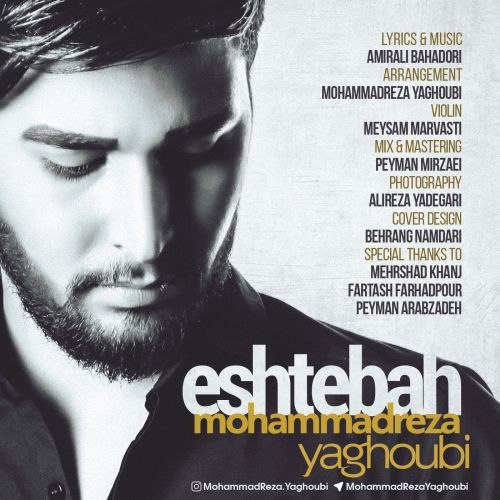 LYRICS & MUSIC
AMIRALI BAHADORI
ARRANGEMENT
MOHAMMADREZA YAGHOUBI
VIOLIN
MEYSAM MARVASTI
MIX & MASTERING
PEYMAN MIRZAEI
PHOTOGRAPHY
ALIREZA YADEGARI
COVER DESIGN
BEHRANG NAMDARI
SPECIAL THANKS TO
MEHRSHAD KHANJ
FARTASH FARHADPOUR
PEYMAN ARABZADEH
eshtebah
mohammadreza
yaghoubi
MohammadReza.Yaghoubi MohammadRezaYaghoubi